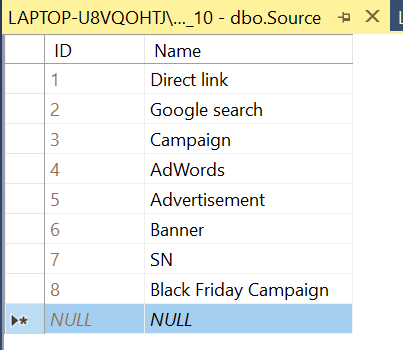 LAPTOP-U8VQOHTJ\..._10 - dbo.Source
ID Name
1 Direct link
2 Google search
3 Campaign
4 AdWords
5 Advertisement
6 Banner
7 SN
8 Black Friday Campaign
NULL NULL